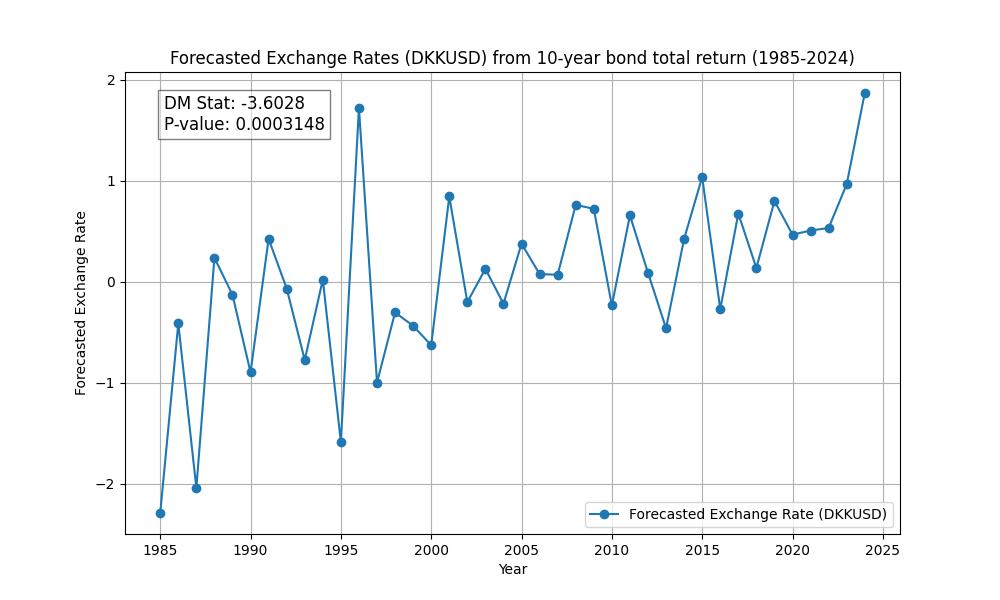 Forecasted Exchange Rates (DKKUSD) from 10-year bond total return (1985-2024)
DM Stat: -3.6028
P-value: 0.0003148
Forecasted Exchange Rate
2
1
0
−1
−2
Forecasted Exchange Rate (DKKUSD)
1985 1990 1995 2000 2005 2010 2015 2020 2025
Year